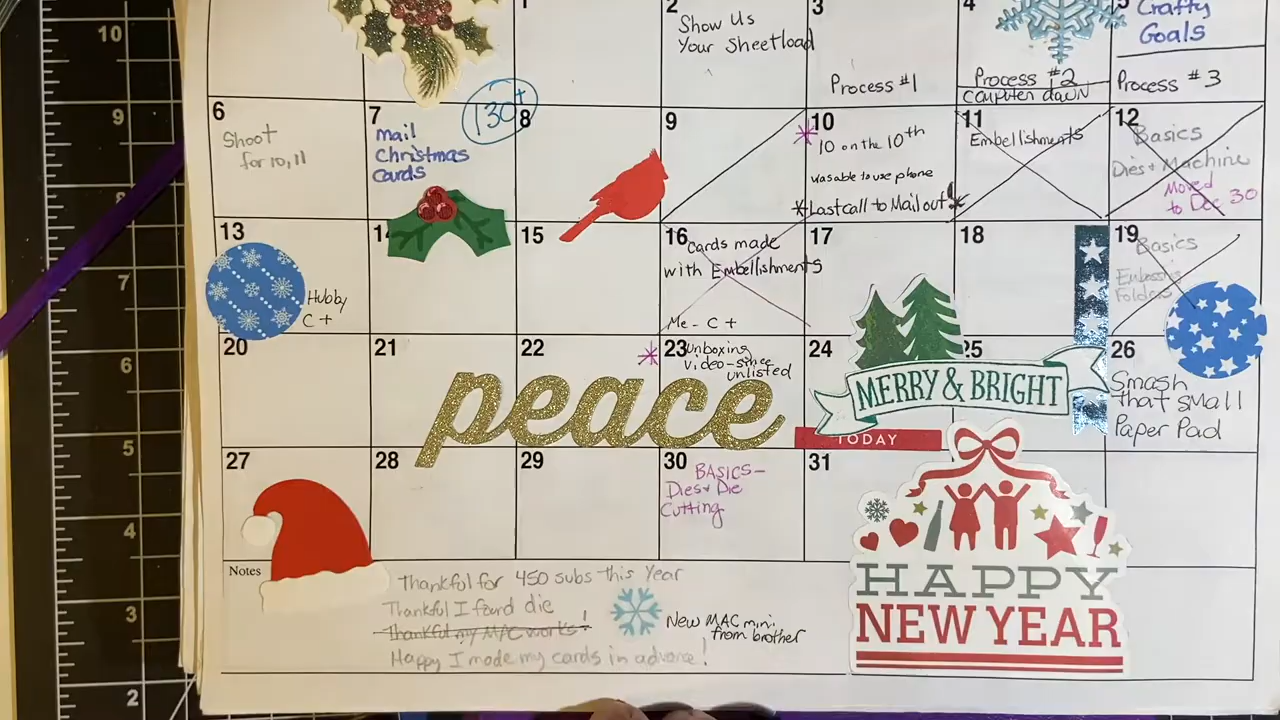 10
1
2
Show Us
Your Sheetload
3
Process #1
4
Process #2
Computer down
5
Crafty
Goals
Process #3
9
6
Shoot
for 10,11
7
Mail
Christmas
Cards
130+
8
9
10
10 on the 10th
was able to use phone
*Last call to Mail out!
11
Embellishments
12
Basics
Dies + Machine
Moved
to Dec 30
7
13
Hubby
C +
14
15
16
Cards made
with Embellishments
Me - C +
17
18
19
Basics
Embossing
Folders
6
20
21
22
23
Unboxing
Video - since
unlisted
peace
24
MERRY & BRIGHT
TODAY
25
26
Smash
that small
Paper Pad
5
27
28
29
30
BASICS -
Dies + Die
Cutting
31
HAPPY
NEW YEAR
4
3
2
Notes
Thankful for 450 subs this Year
Thankful I found die
Thankful my MAC works!
Happy I made my cards in advance!
New MAC mini
from brother